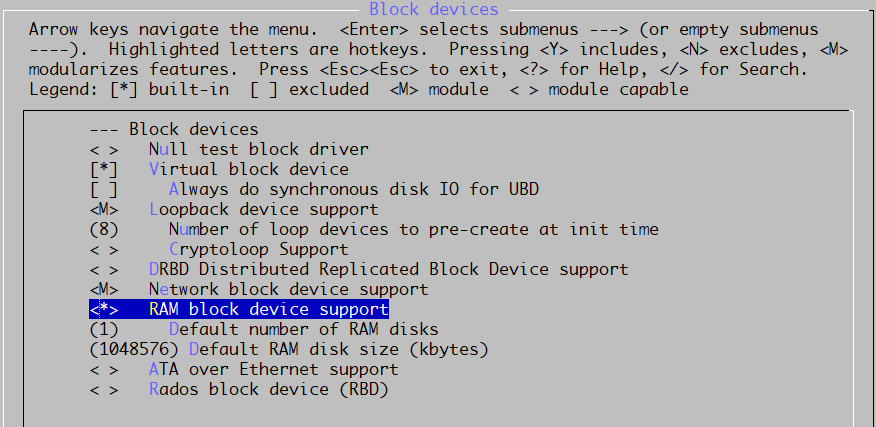 Block devices
Arrow keys navigate the menu. <Enter> selects submenus ---> (or empty submenus
----). Highlighted letters are hotkeys. Pressing <Y> includes, <N> excludes, <M>
modularizes features. Press <Esc><Esc> to exit, <?> for Help, </> for Search.
Legend: [*] built-in [ ] excluded <M> module < > module capable
--- Block devices
< > Null test block driver
[*] Virtual block device
[ ] Always do synchronous disk IO for UBD
<M> Loopback device support
(8) Number of loop devices to pre-create at init time
< > Cryptoloop Support
< > DRBD Distributed Replicated Block Device support
<M> Network block device support
<*> RAM block device support
(1) Default number of RAM disks
(1048576) Default RAM disk size (kbytes)
< > ATA over Ethernet support
< > Rados block device (RBD)